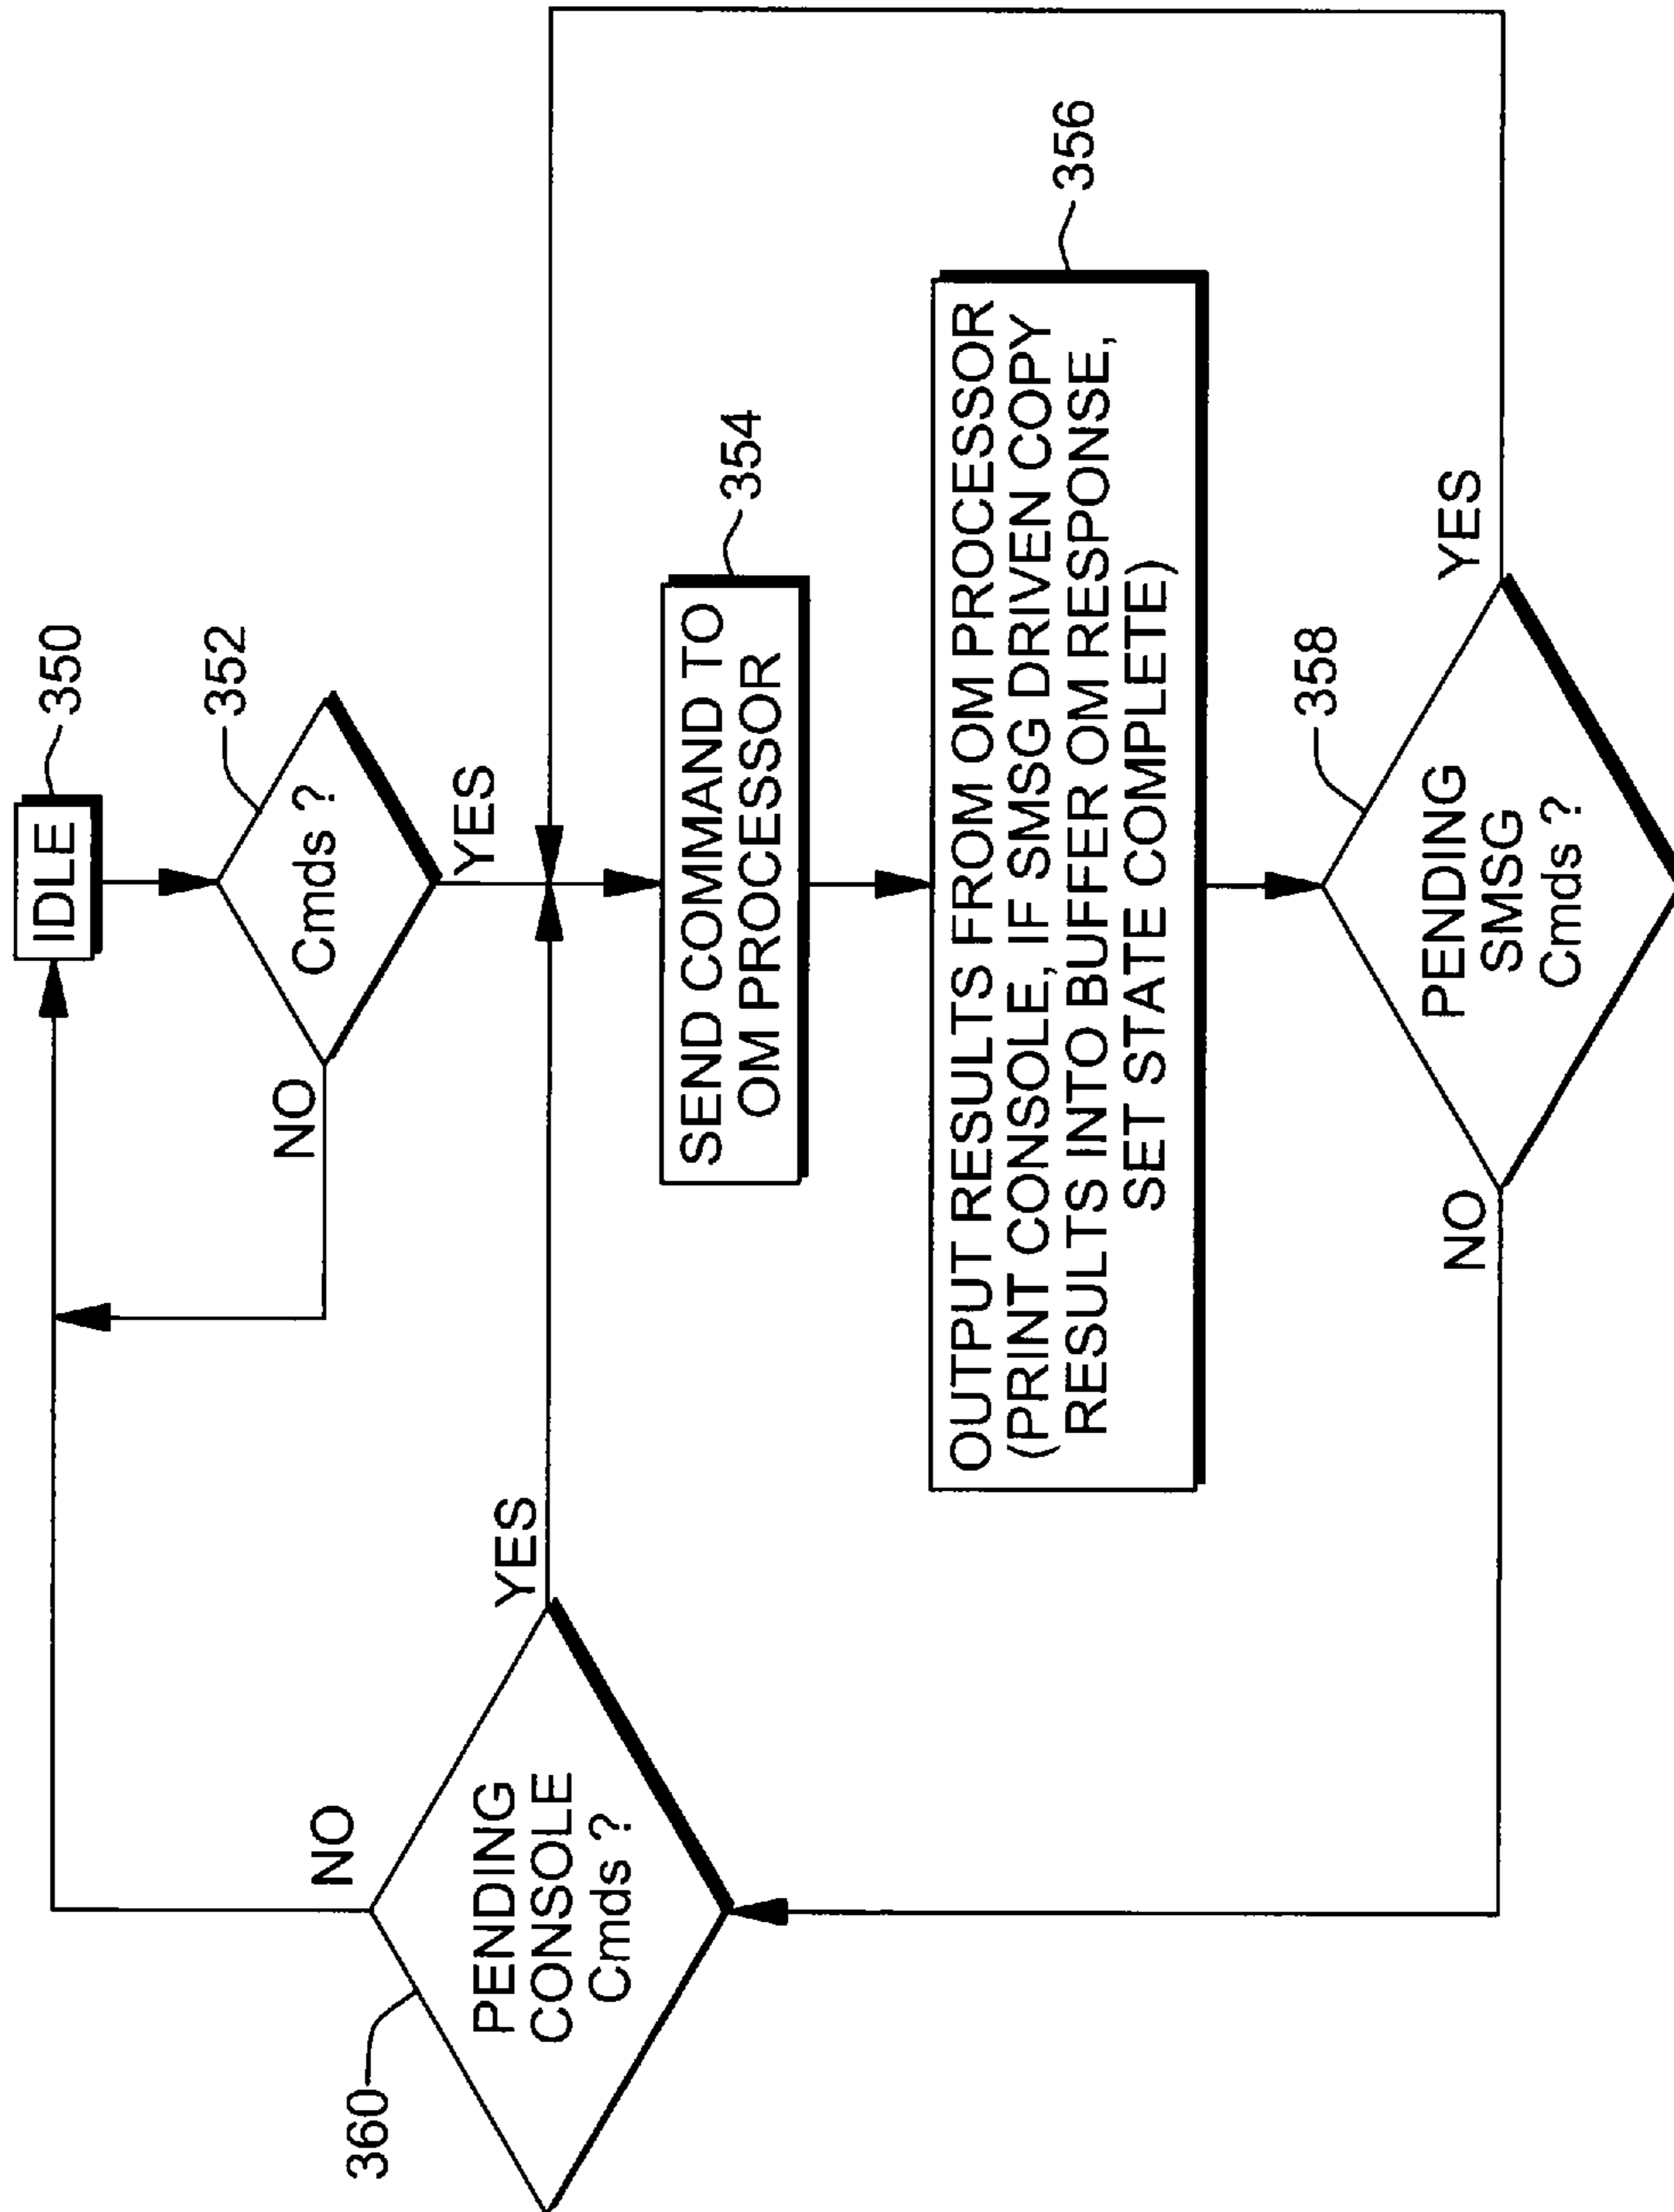 IDLE
350
Cmds ?
352
NO
YES
SEND COMMAND TO
OM PROCESSOR
354
OUTPUT RESULTS FROM OM PROCESSOR
(PRINT CONSOLE, IF SMSG DRIVEN COPY
RESULTS INTO BUFFER OM RESPONSE,
SET STATE COMPLETE)
356
PENDING
SMSG
Cmds ?
358
NO
YES
PENDING
CONSOLE
Cmds ?
360
NO
YES